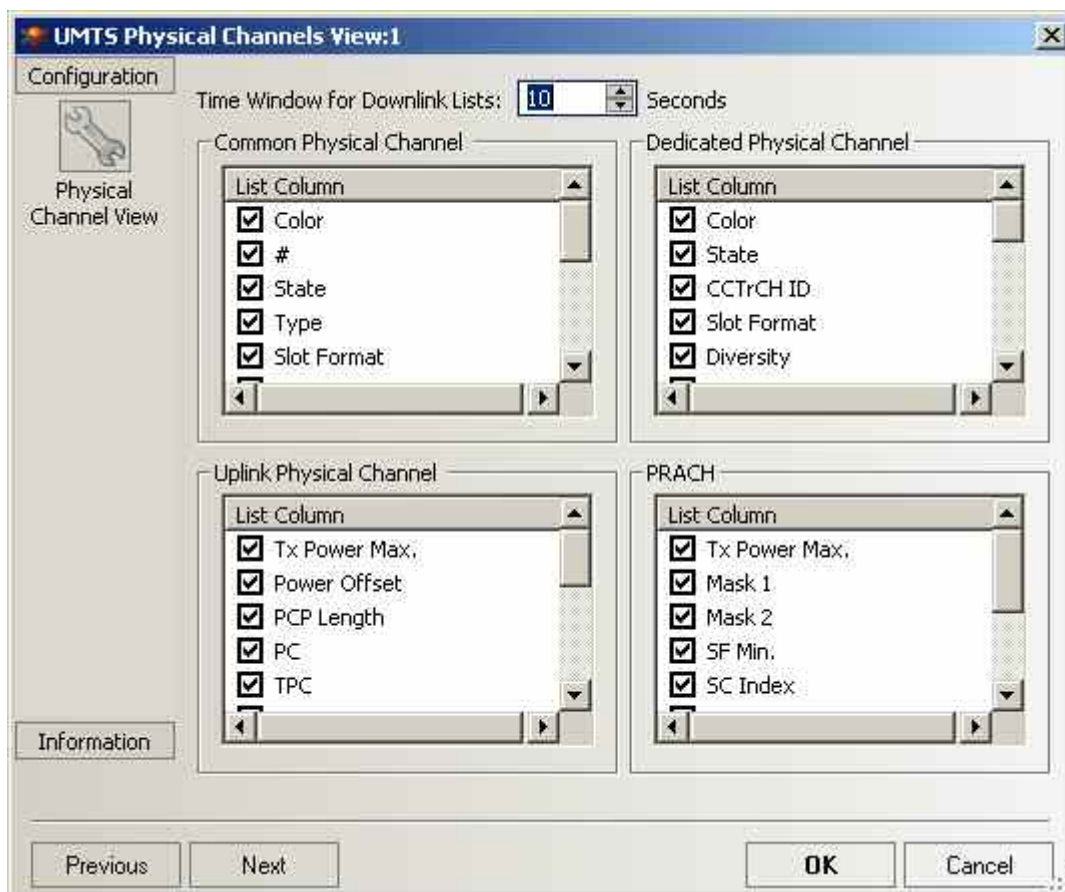 UMTS Physical Channels View:1
Configuration
Physical
Channel View
Information
Time Window for Downlink Lists: 10 Seconds
Common Physical Channel
List Column
Color
#
State
Type
Slot Format
Dedicated Physical Channel
List Column
Color
State
CCTrCH ID
Slot Format
Diversity
Uplink Physical Channel
List Column
Tx Power Max.
Power Offset
PCP Length
PC
TPC
PRACH
List Column
Tx Power Max.
Mask 1
Mask 2
SF Min.
SC Index
Previous
Next
OK
Cancel